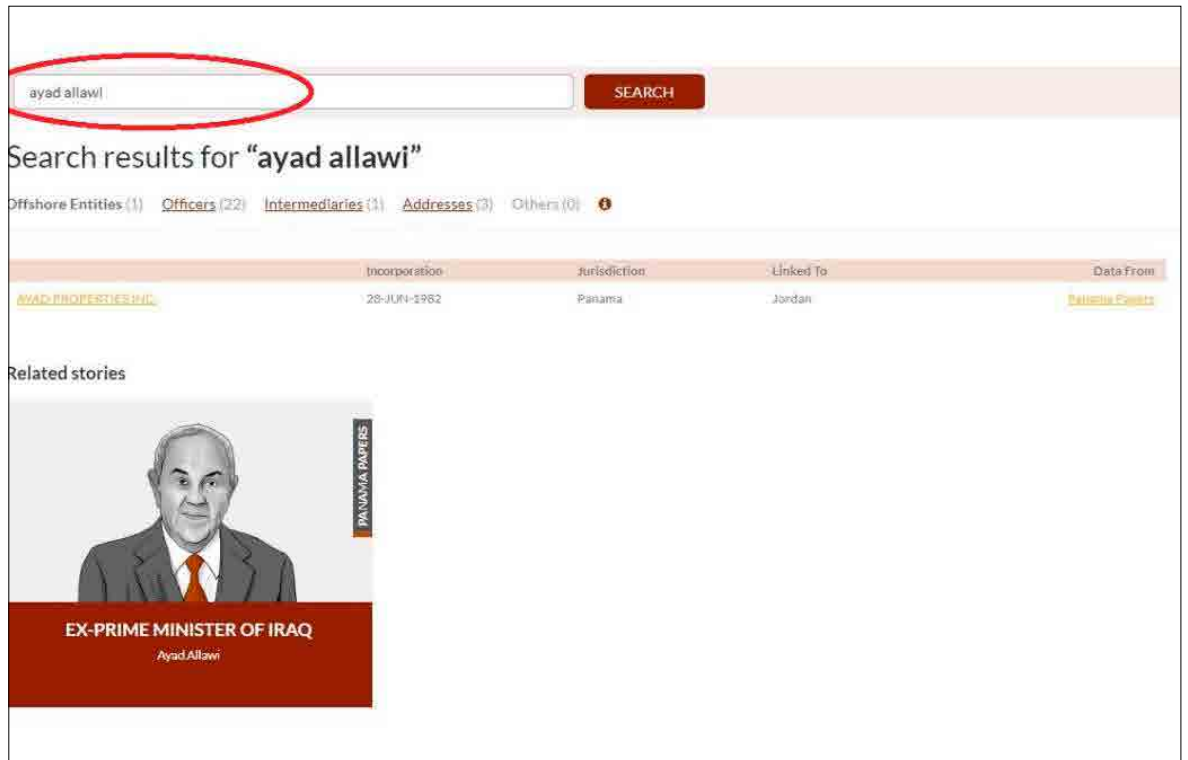 ayad allawi SEARCH
Search results for “ayad allawi”
Offshore Entities (1) Officers (22) Intermediaries (1) Addresses (3) Others (0)
Incorporation Jurisdiction Linked To Data From
AYAD PROPERTIES INC. 28-JUN-1982 Panama Jordan Panama Papers
Related stories
PANAMA PAPERS
EX-PRIME MINISTER OF IRAQ
Ayad Allawi